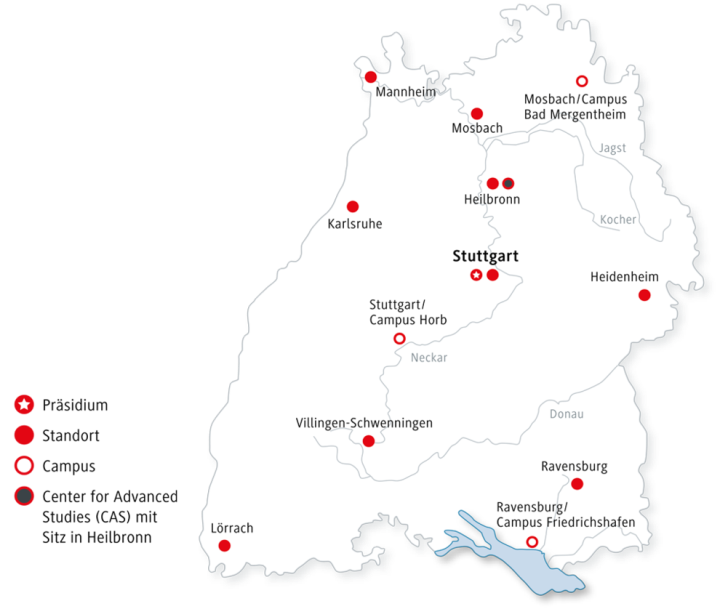 Mannheim
Mosbach/Campus
Bad Mergentheim
Mosbach
Jagst
Heilbronn
Karlsruhe
Kocher
Stuttgart
Heidenheim
Stuttgart/
Campus Horb
Neckar
Präsidium
Standort
Campus
Center for Advanced
Studies (CAS) mit
Sitz in Heilbronn
Donau
Villingen-Schwenningen
Ravensburg
Ravensburg/
Campus Friedrichshafen
Lörrach